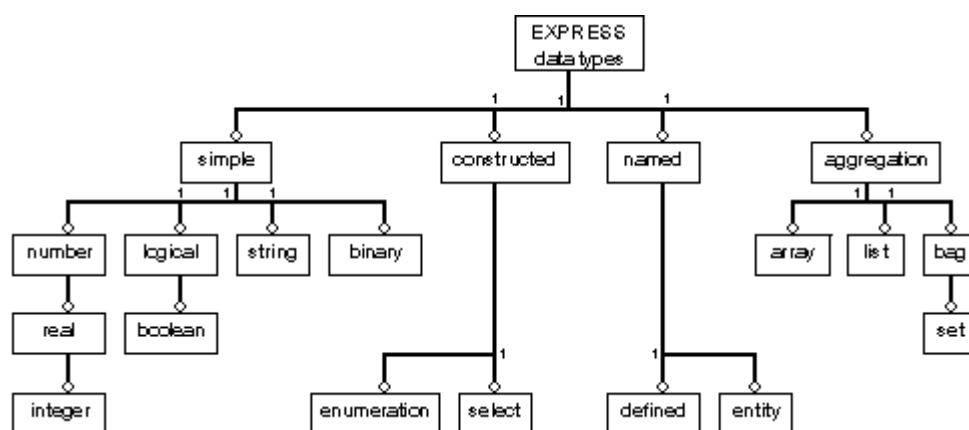 EXPRESS
data types
1 1 1
simple
constructed
named
aggregation
1 1 1 1 1
number
logical
string
binary
array
list
bag
real
boolean
set
1 1
integer
enumeration
select
defined
entity